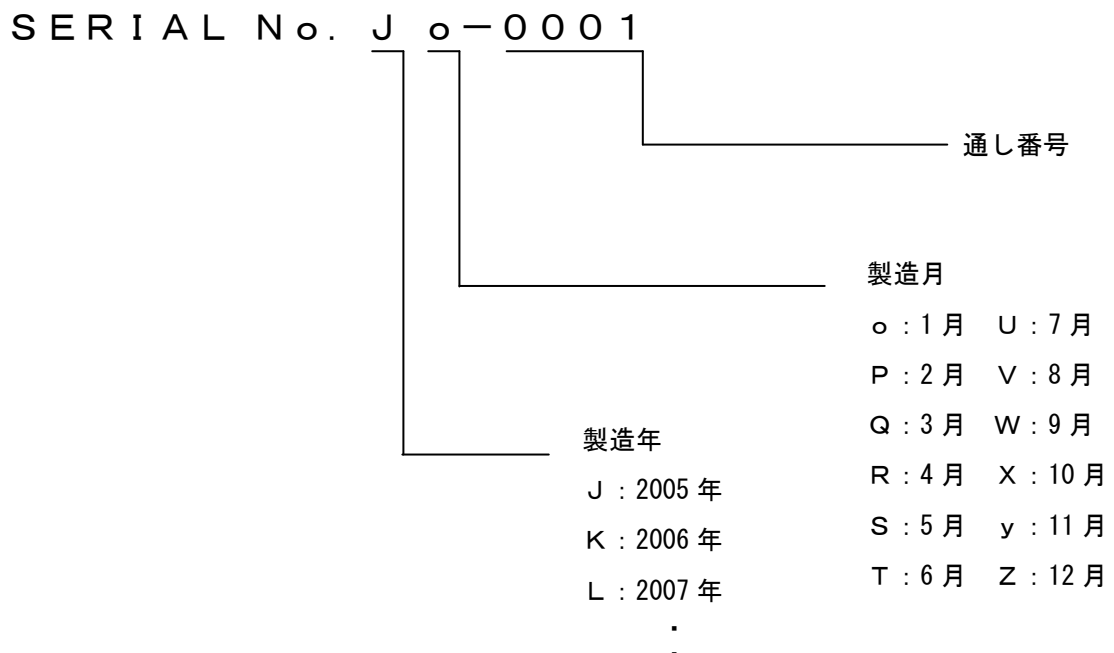 SERIAL No. Jo-0001
通し番号
製造月
o:1月 U:7月
P:2月 V:8月
Q:3月 W:9月
R:4月 X:10月
S:5月 y:11月
T:6月 Z:12月
製造年
J:2005年
K:2006年
L:2007年
・